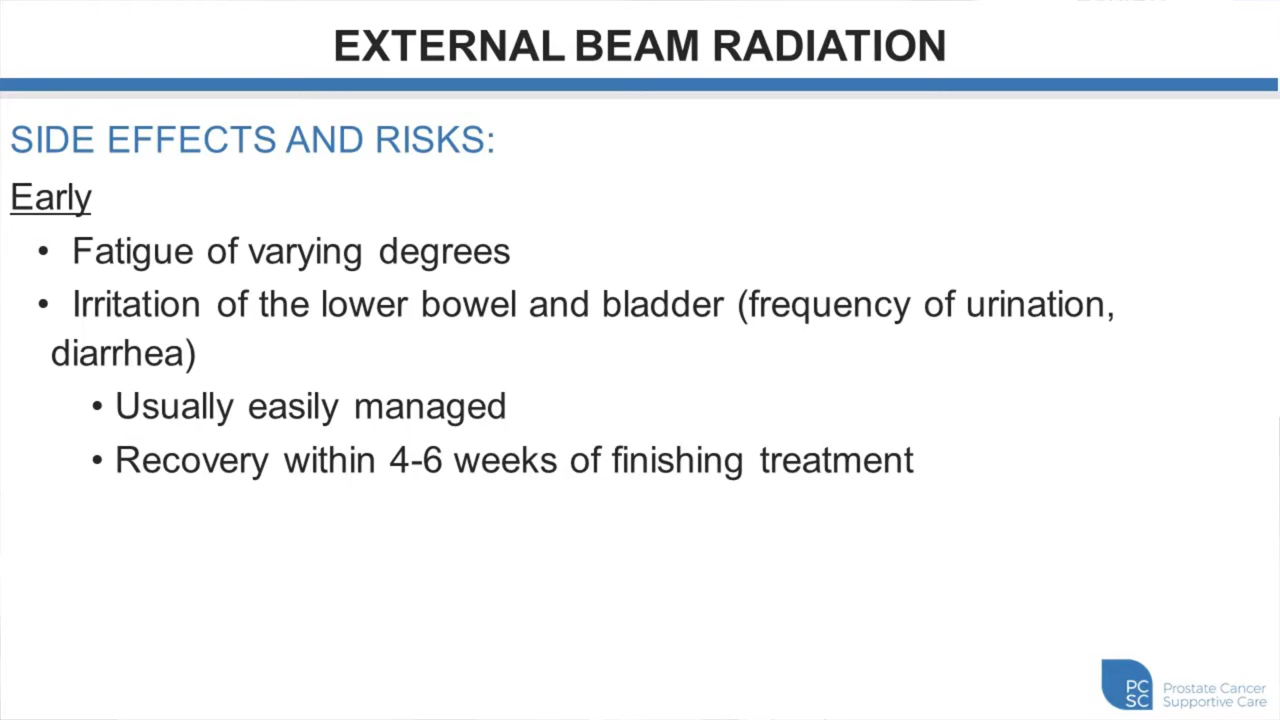 EXTERNAL BEAM RADIATION
SIDE EFFECTS AND RISKS:
Early
• Fatigue of varying degrees
• Irritation of the lower bowel and bladder (frequency of urination,
diarrhea)
• Usually easily managed
• Recovery within 4-6 weeks of finishing treatment
PC
SC
Prostate Cancer
Supportive Care